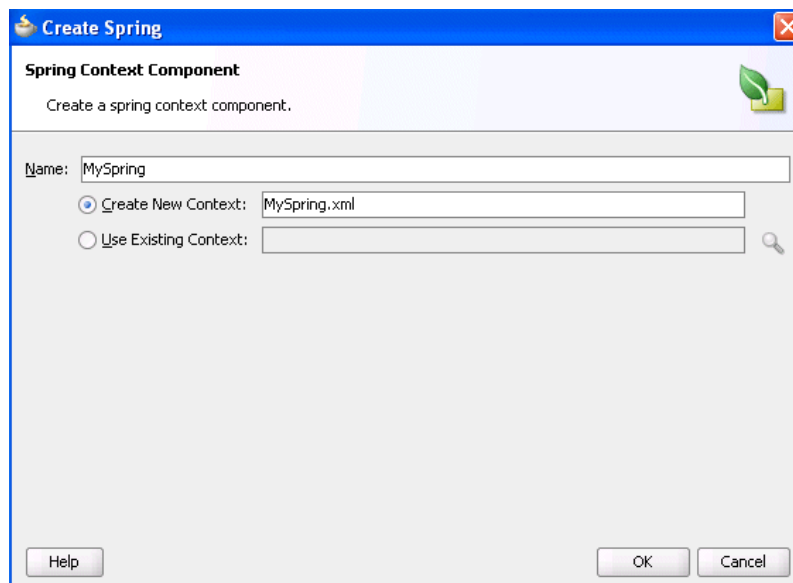 Create Spring
Spring Context Component
Create a spring context component.
Name: MySpring
Create New Context: MySpring.xml
Use Existing Context:
Help OK Cancel